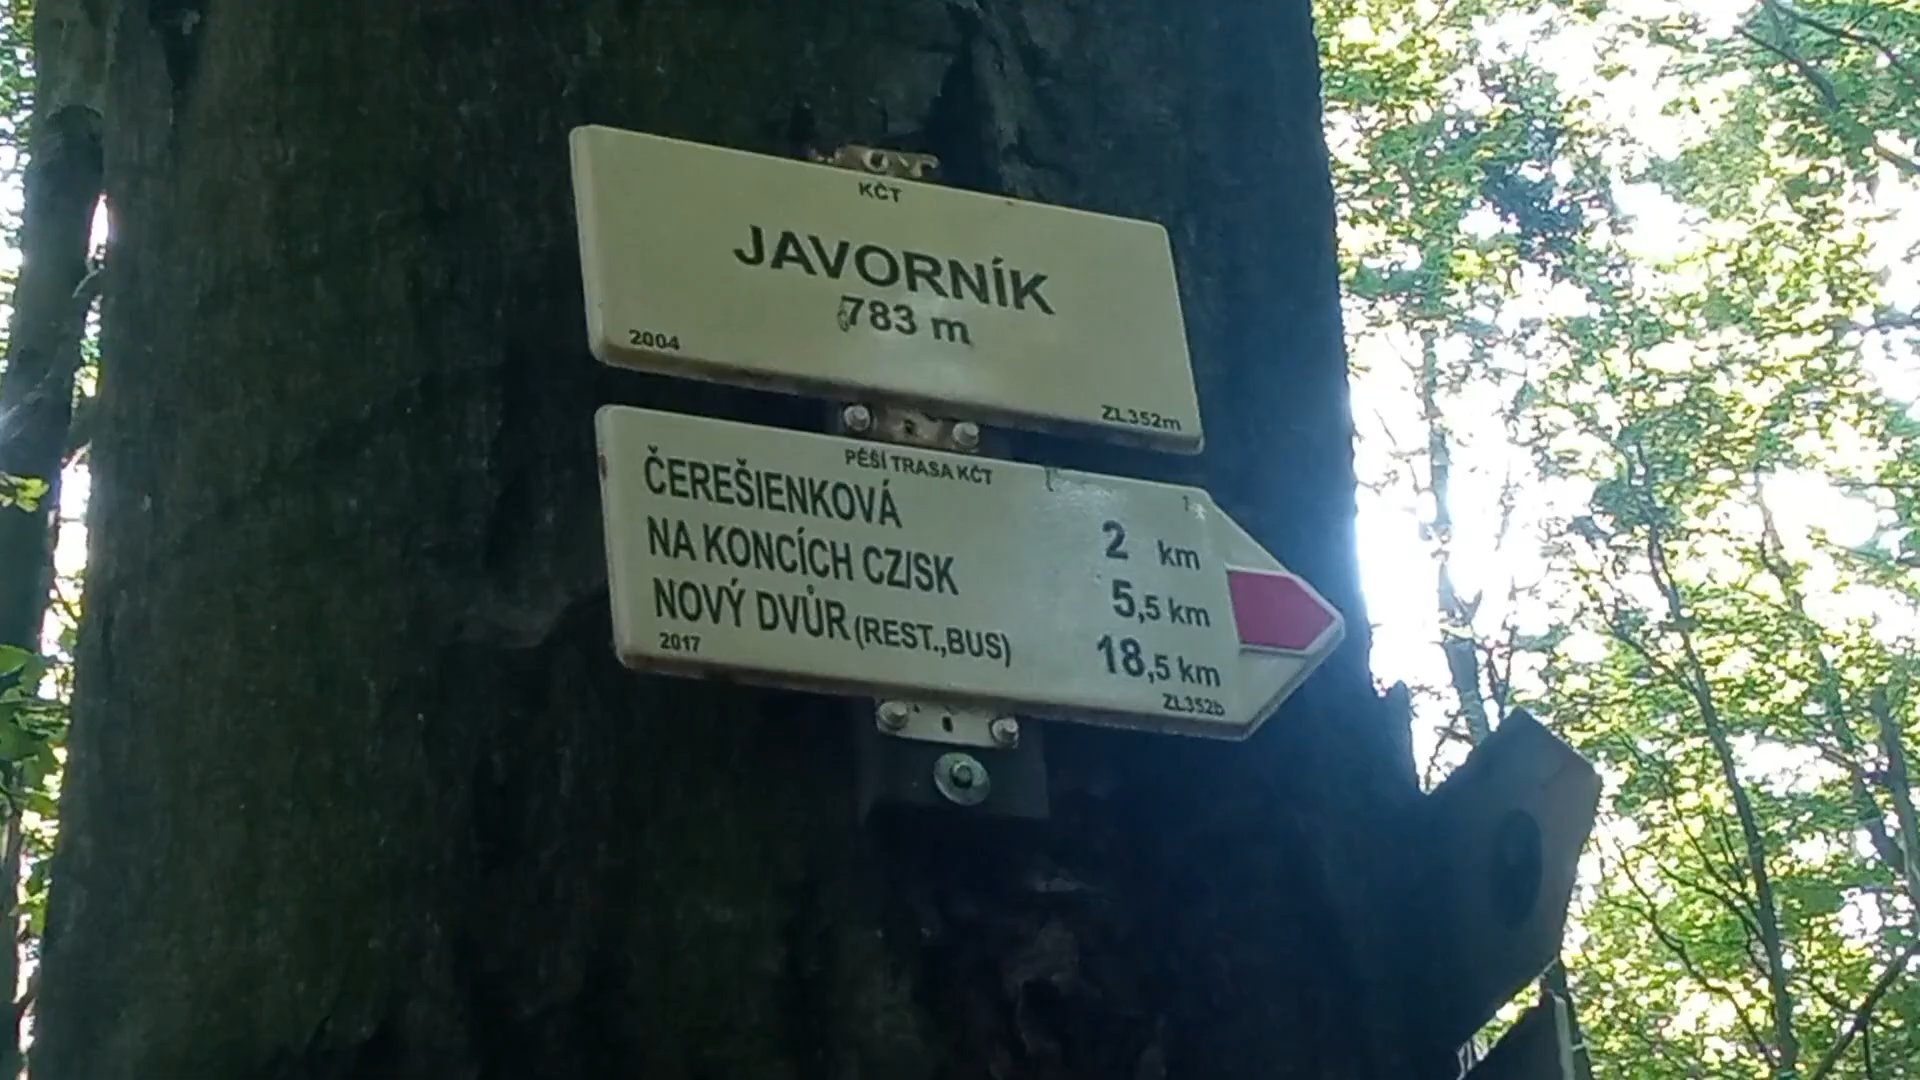 KČT
JAVORNÍK
783 m
2004
ZL352m
PĚŠÍ TRASA KČT
ČEREŠIENKOVÁ 2 km
NA KONCÍCH CZ/SK 5,5 km
NOVÝ DVŮR (REST.,BUS) 18,5 km
2017
ZL352b